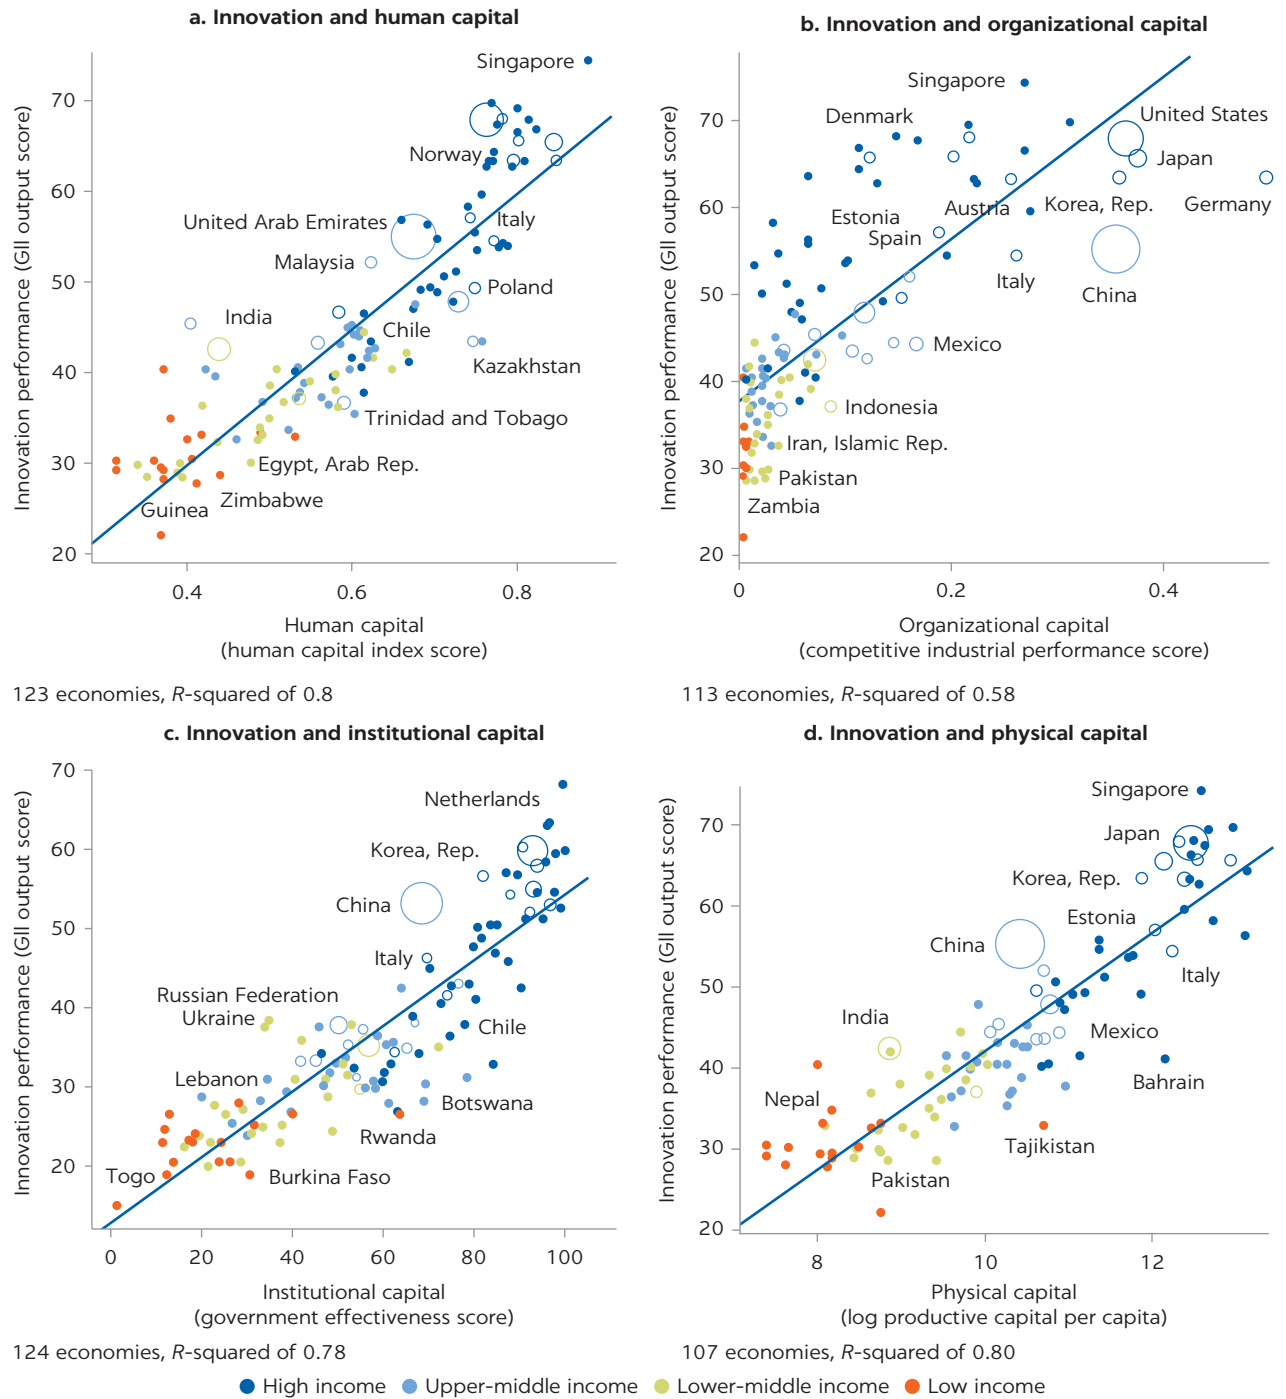 a. Innovation and human capital
Innovation performance (GII output score)
70
60
50
40
30
20
0.4
0.6
0.8
Singapore
Norway
United Arab Emirates
Italy
Malaysia
Poland
India
Chile
Kazakhstan
Trinidad and Tobago
Egypt, Arab Rep.
Zimbabwe
Guinea
Human capital
(human capital index score)
123 economies, R-squared of 0.8
b. Innovation and organizational capital
Innovation performance (GII output score)
70
60
50
40
30
20
0
0.2
0.4
Singapore
Denmark
United States
Japan
Estonia
Austria
Korea, Rep.
Germany
Spain
Italy
China
Mexico
Indonesia
Iran, Islamic Rep.
Pakistan
Zambia
Organizational capital
(competitive industrial performance score)
113 economies, R-squared of 0.58
c. Innovation and institutional capital
Innovation performance (GII output score)
70
60
50
40
30
20
0
20
40
60
80
100
Netherlands
Korea, Rep.
China
Italy
Russian Federation
Ukraine
Chile
Lebanon
Botswana
Rwanda
Togo
Burkina Faso
Institutional capital
(government effectiveness score)
124 economies, R-squared of 0.78
d. Innovation and physical capital
Innovation performance (GII output score)
70
60
50
40
30
20
8
10
12
Singapore
Japan
Korea, Rep.
Estonia
China
Italy
India
Mexico
Bahrain
Nepal
Tajikistan
Pakistan
Physical capital
(log productive capital per capita)
107 economies, R-squared of 0.80
High income
Upper-middle income
Lower-middle income
Low income